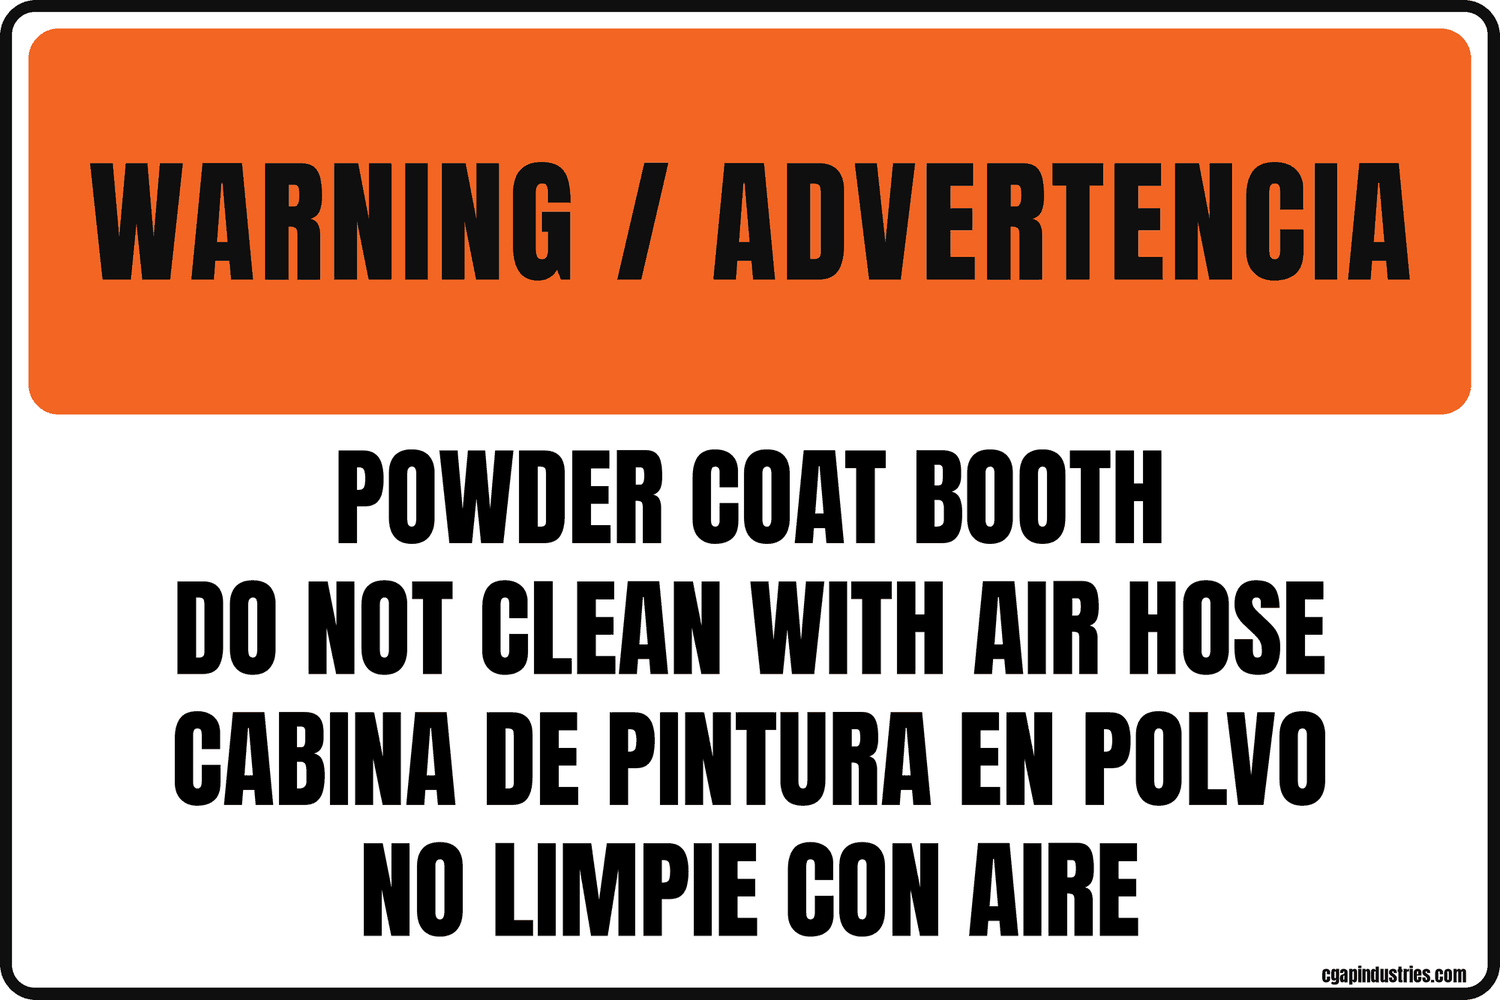 WARNING / ADVERTENCIA
POWDER COAT BOOTH
DO NOT CLEAN WITH AIR HOSE
CABINA DE PINTURA EN POLVO
NO LIMPIE CON AIRE
cgapindustries.com